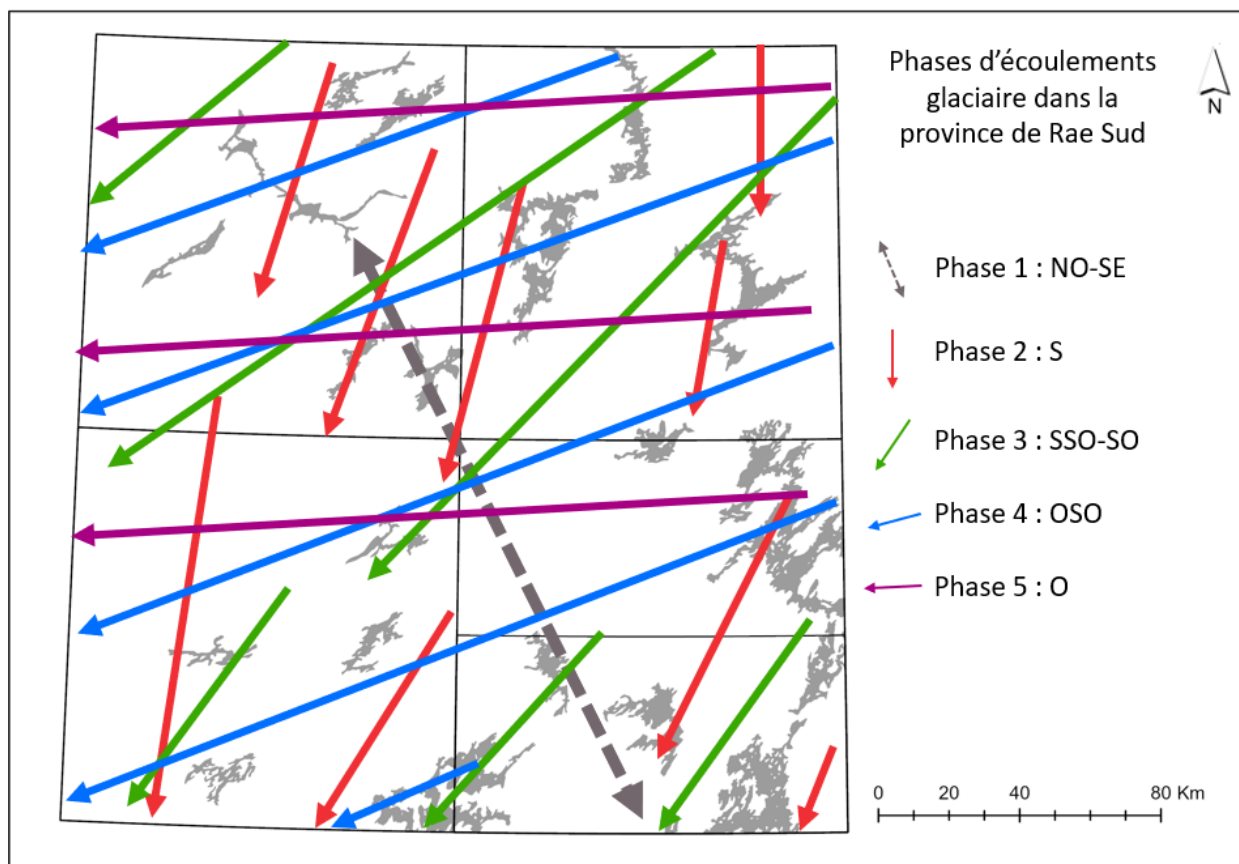 Phases d'écoulements
glaciaire dans la
province de Rae Sud
N
Phase 1 : NO-SE
Phase 2 : S
Phase 3 : SSO-SO
Phase 4 : OSO
Phase 5 : O
0 20 40 80 Km